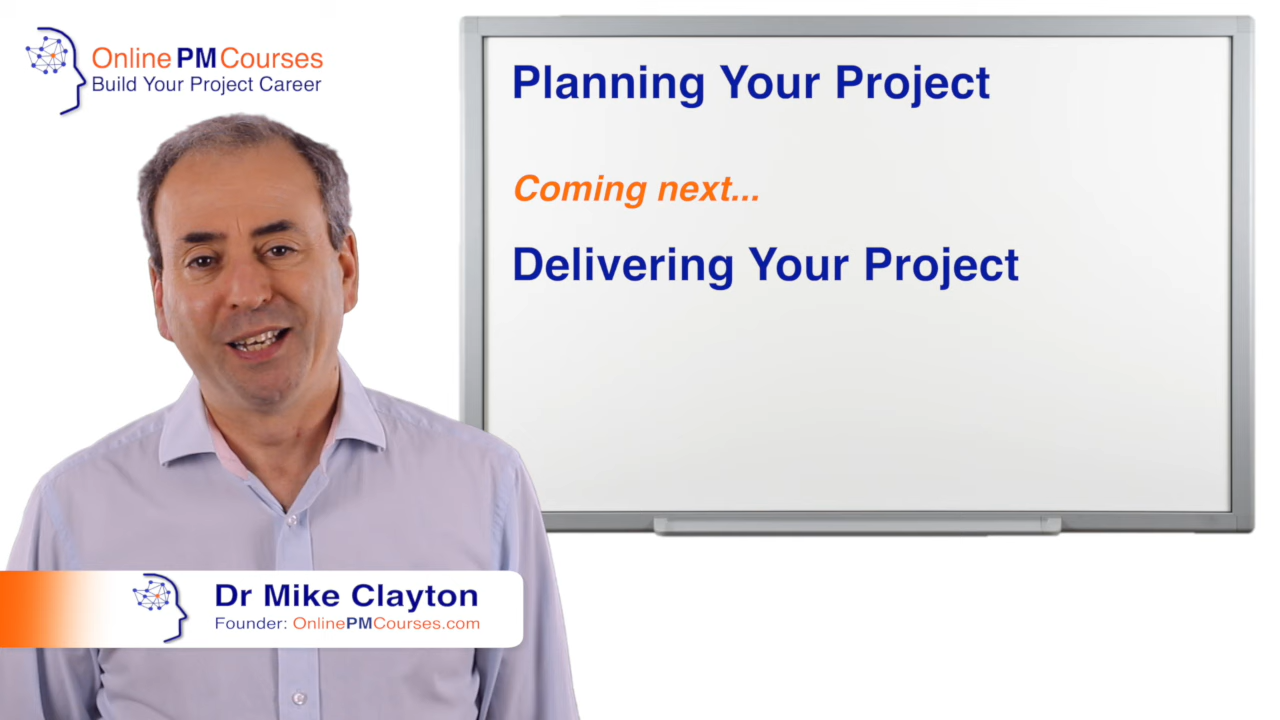 Online PM Courses
Build Your Project Career
Planning Your Project
Coming next...
Delivering Your Project
Dr Mike Clayton
Founder: OnlinePMCourses.com